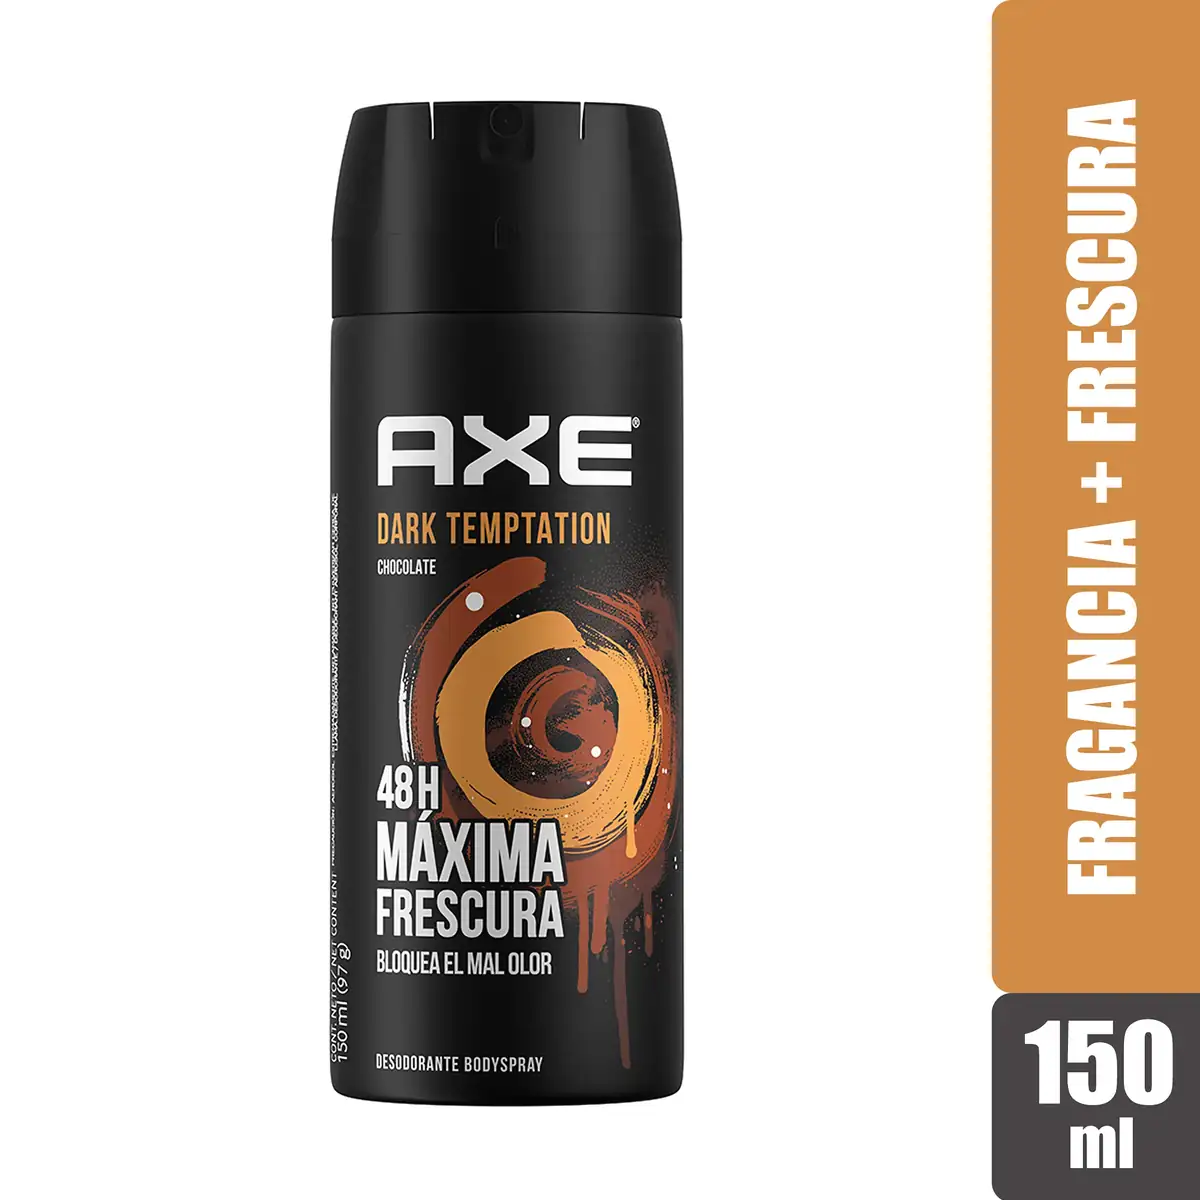 AXE®
DARK TEMPTATION
CHOCOLATE
48H
MÁXIMA
FRESCURA
BLOQUEA EL MAL OLOR
DESODORANTE BODYSPRAY
CONT. NETO / NET CONTENT
150 ml (97 g)
FRAGANCIA + FRESCURA
150
ml